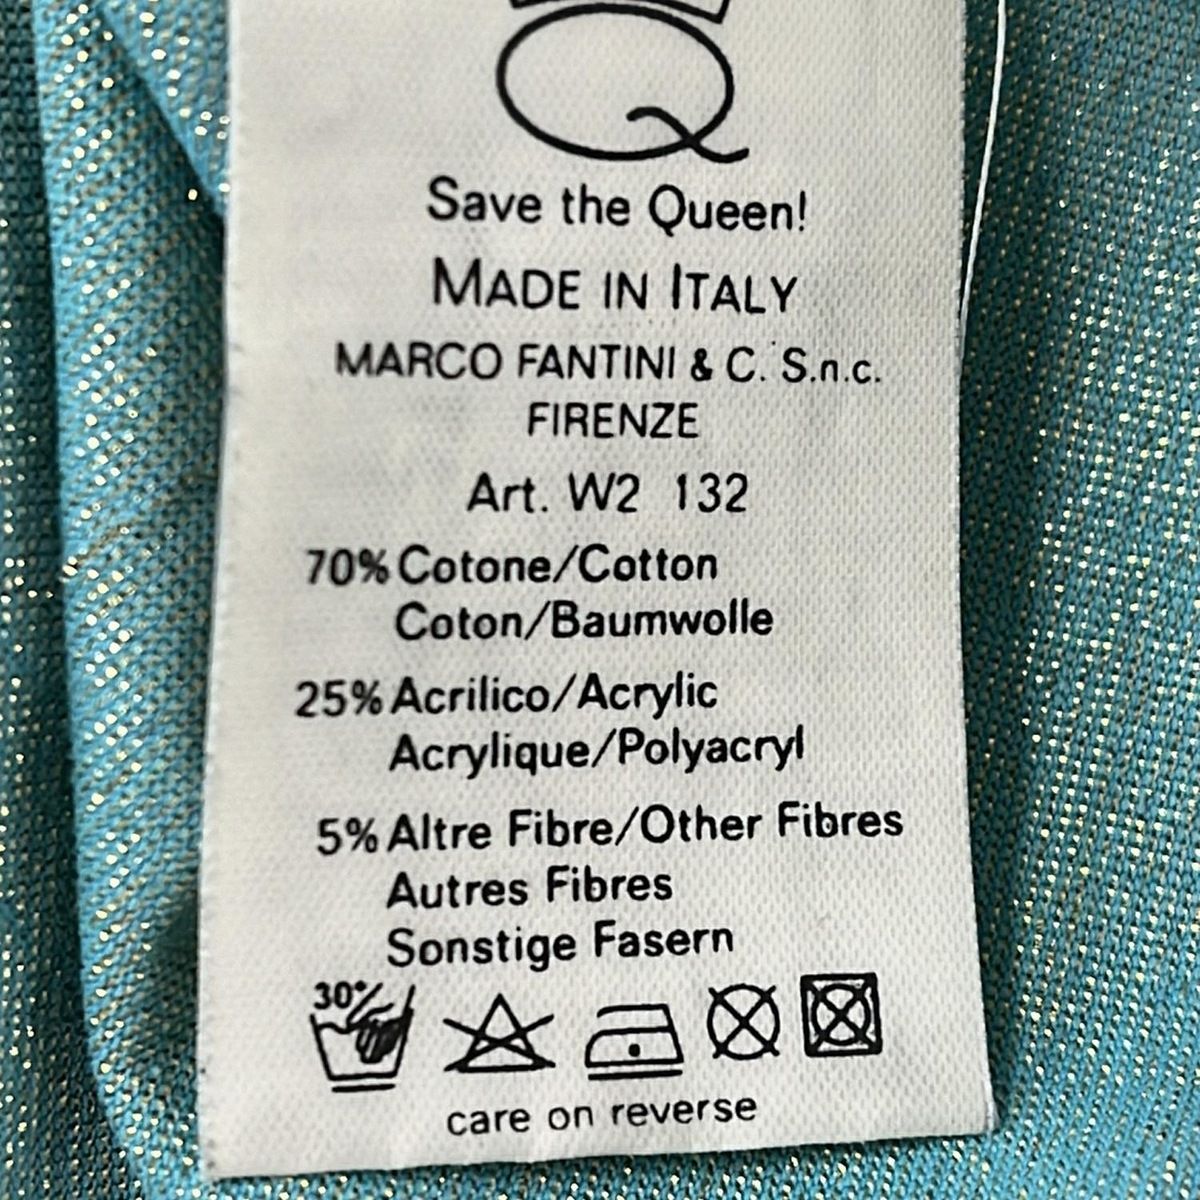 Q
Save the Queen!
MADE IN ITALY
MARCO FANTINI & C. S.n.c.
FIRENZE
Art. W2 132
70% Cotone/Cotton
Coton/Baumwolle
25% Acrilico/Acrylic
Acrylique/Polyacryl
5% Altre Fibre/Other Fibres
Autres Fibres
Sonstige Fasern
30°
care on reverse